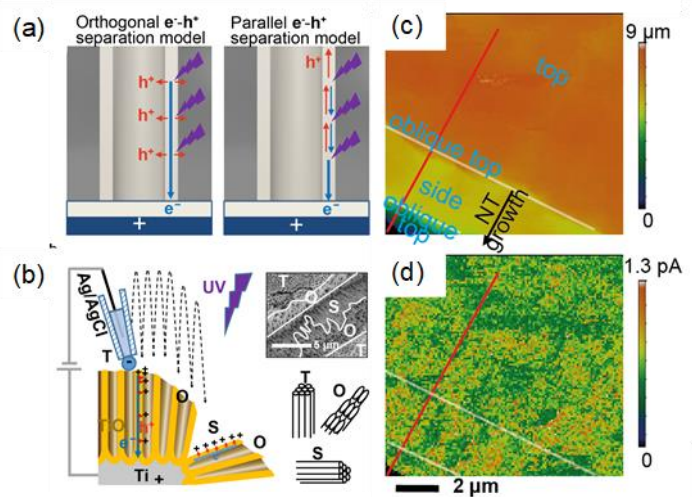 (a)
Orthogonal e⁻-h⁺
separation model
Parallel e⁻-h⁺
separation model
h⁺
h⁺
h⁺
h⁺
e⁻
e⁻
+
+
(b)
Ag/AgCl
UV
T
-
O
S
O
h⁺
e⁻
Ti +
T
O
S
O
T
5 μm
T
O
S
(c)
9 μm
top
oblique top
side
oblique
top
NT
growth
0
(d)
1.3 pA
0
2 μm